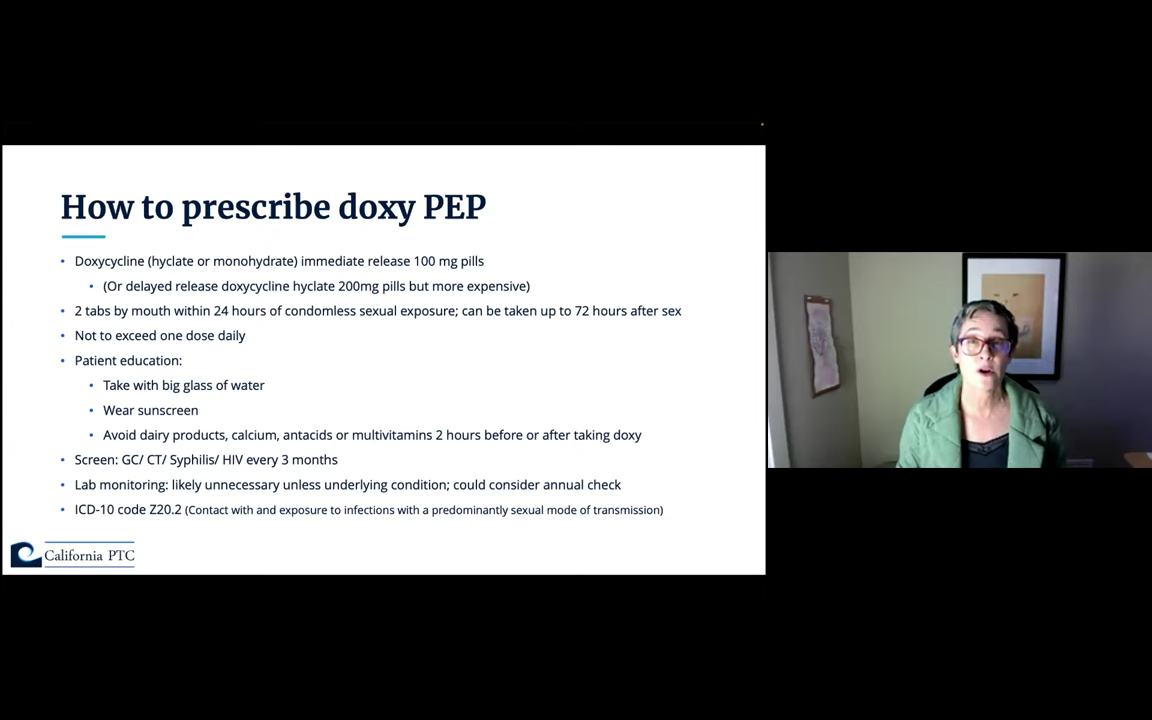 How to prescribe doxy PEP
• Doxycycline (hyclate or monohydrate) immediate release 100 mg pills
• (Or delayed release doxycycline hyclate 200mg pills but more expensive)
• 2 tabs by mouth within 24 hours of condomless sexual exposure; can be taken up to 72 hours after sex
• Not to exceed one dose daily
• Patient education:
• Take with big glass of water
• Wear sunscreen
• Avoid dairy products, calcium, antacids or multivitamins 2 hours before or after taking doxy
• Screen: GC/ CT/ Syphilis/ HIV every 3 months
• Lab monitoring: likely unnecessary unless underlying condition; could consider annual check
• ICD-10 code Z20.2 (Contact with and exposure to infections with a predominantly sexual mode of transmission)
California PTC